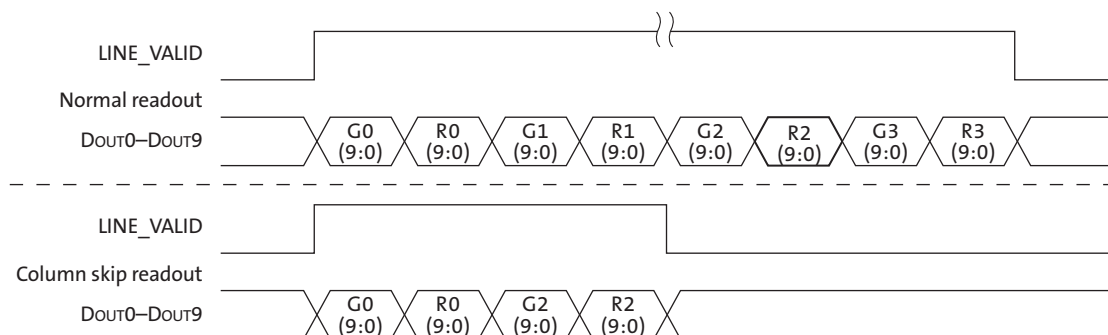 LINE_VALID
Normal readout
DOUT0–DOUT9
G0 (9:0)
R0 (9:0)
G1 (9:0)
R1 (9:0)
G2 (9:0)
R2 (9:0)
G3 (9:0)
R3 (9:0)
LINE_VALID
Column skip readout
DOUT0–DOUT9
G0 (9:0)
R0 (9:0)
G2 (9:0)
R2 (9:0)